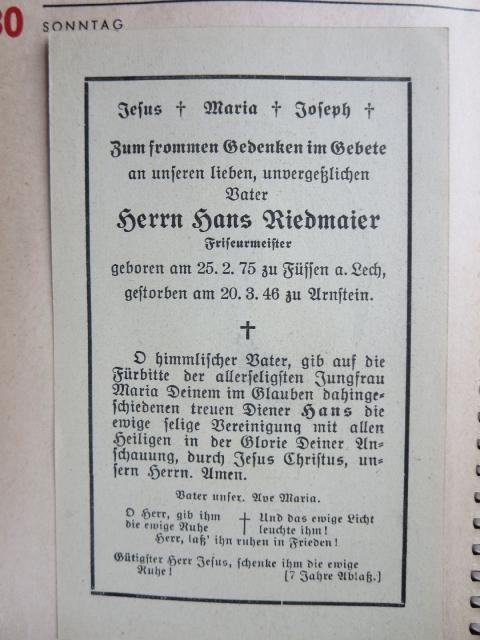 30 SONNTAG
Jesus † Maria † Joseph †
Zum frommen Gedenken im Gebete
an unseren lieben, unvergeßlichen
Vater
Herrn Hans Riedmaier
Friseurmeister
geboren am 25. 2. 75 zu Füssen a. Lech,
gestorben am 20. 3. 46 zu Arnstein.
†
O himmlischer Vater, gib auf die
Fürbitte der allerseligsten Jungfrau
Maria Deinem im Glauben dahinge-
schiedenen treuen Diener Hans die
ewige selige Vereinigung mit allen
Heiligen in der Glorie Deiner An-
schauung, durch Jesus Christus, un-
sern Herrn. Amen.
Vater unser. Ave Maria.
O Herr, gib ihm † Und das ewige Licht
die ewige Ruhe leuchte ihm!
Herr, laß' ihn ruhen in Frieden!
Gütigster Herr Jesus, schenke ihm die ewige
Ruhe! [7 Jahre Ablaß.]